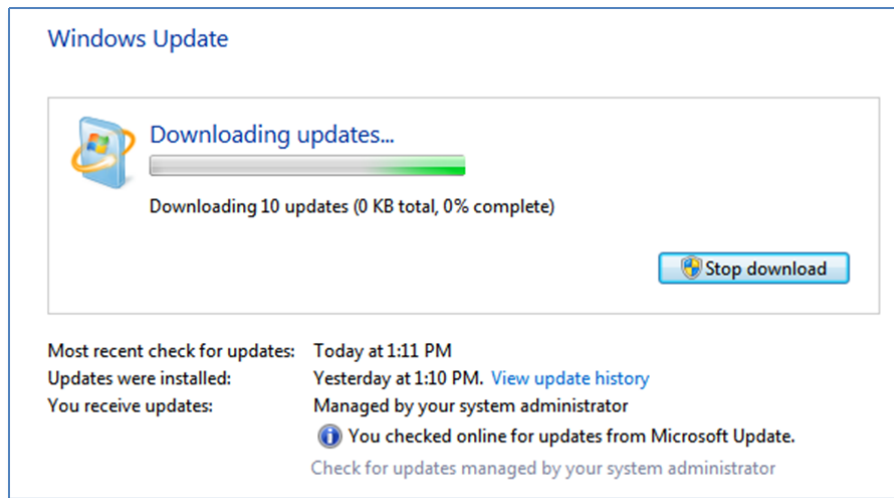 Windows Update
Downloading updates...
Downloading 10 updates (0 KB total, 0% complete)
Stop download
Most recent check for updates: Today at 1:11 PM
Updates were installed: Yesterday at 1:10 PM. View update history
You receive updates: Managed by your system administrator
You checked online for updates from Microsoft Update.
Check for updates managed by your system administrator